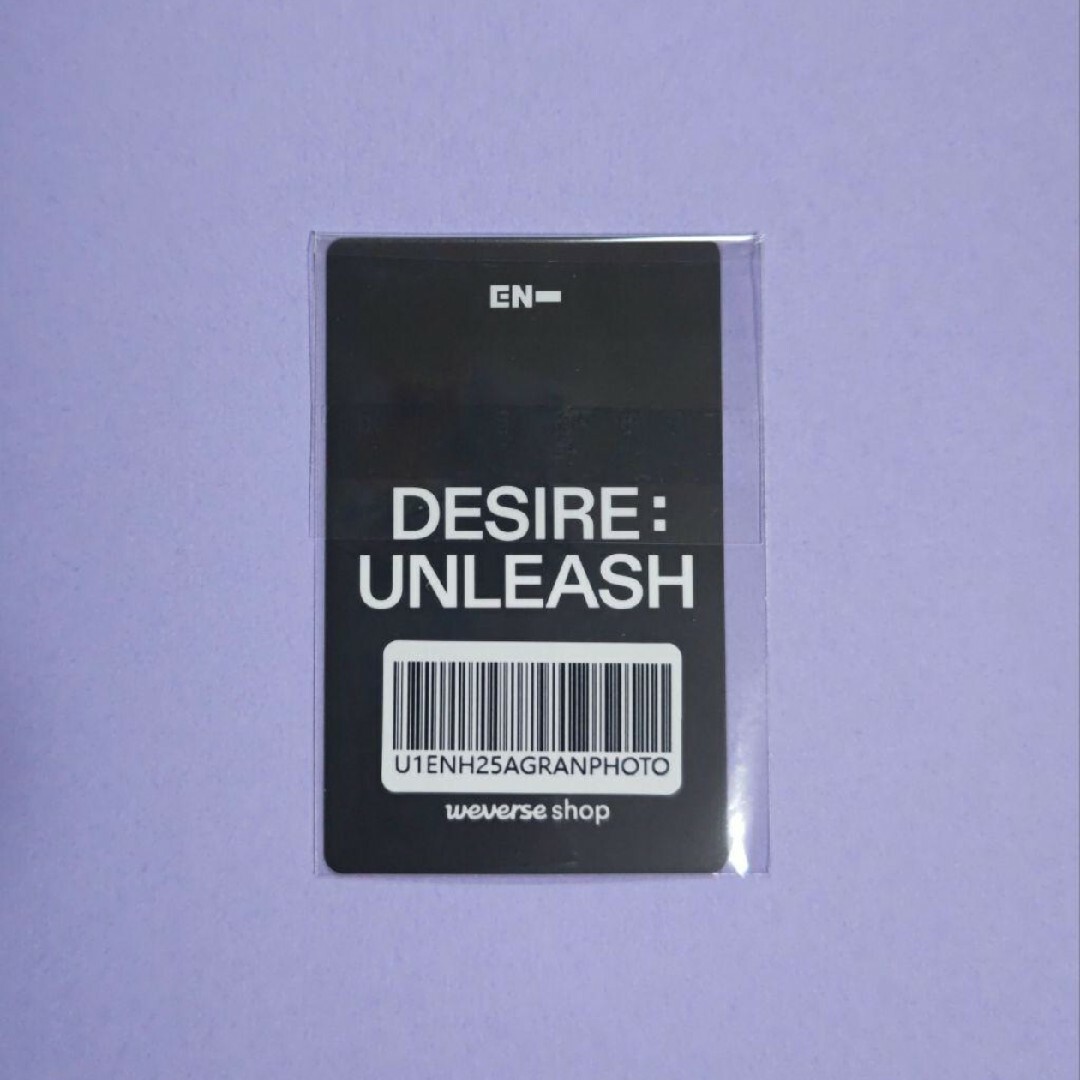 EN-
DESIRE :
UNLEASH
U1ENH25AGRANPHOTO
weverse shop